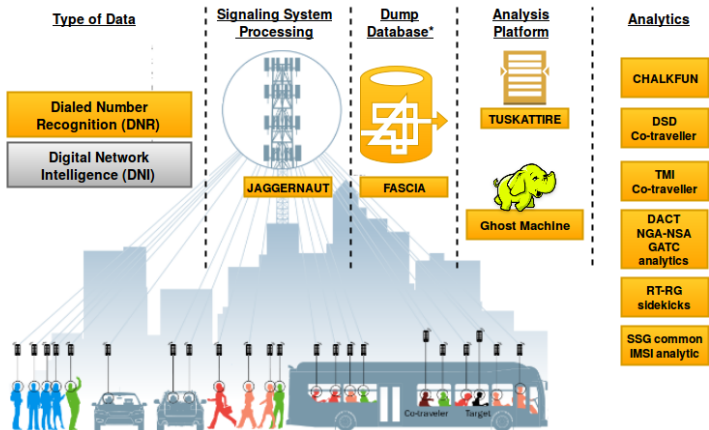 Type of Data
Signaling System
Processing
Dump
Database*
Analysis
Platform
Analytics
Dialed Number
Recognition (DNR)
Digital Network
Intelligence (DNI)
JAGGERNAUT
FASCIA
TUSKATTIRE
Ghost Machine
CHALKFUN
DSD
Co-traveller
TMI
Co-traveller
DACT
NGA-NSA
GATC
analytics
RT-RG
sidekicks
SSG common
IMSI analytic
Co-traveler
Target